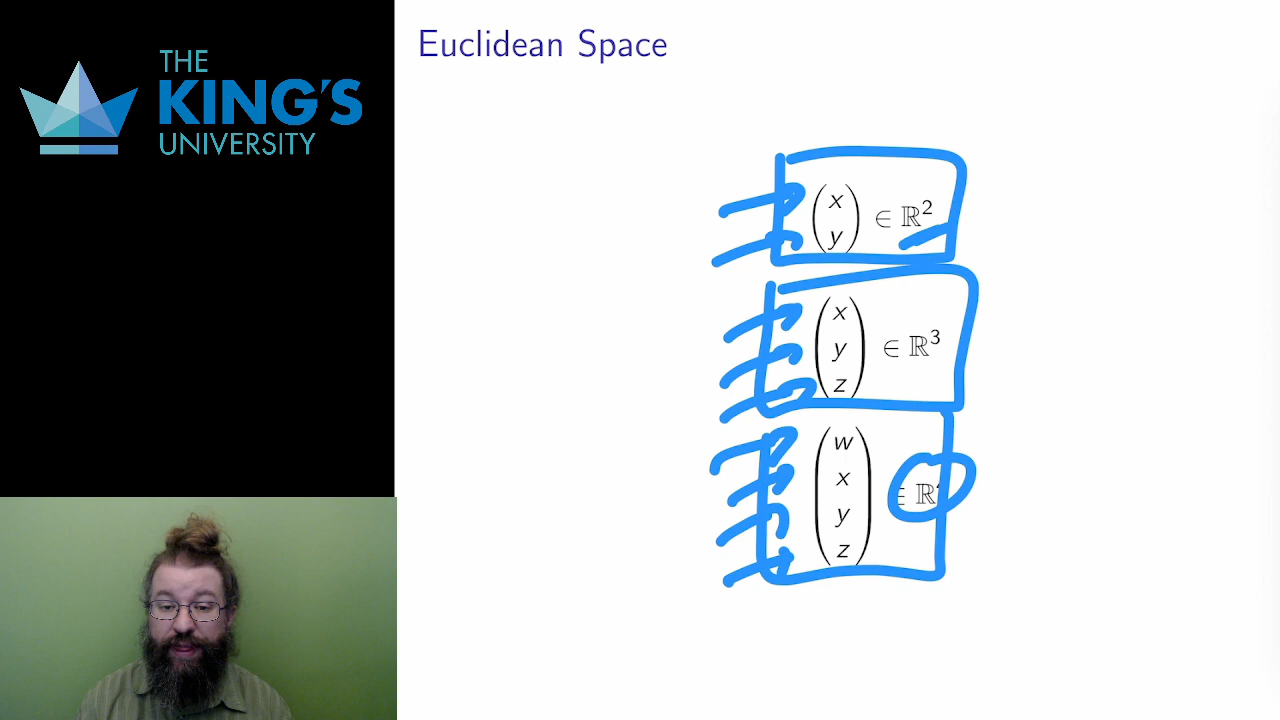 THE
KING'S
UNIVERSITY
Euclidean Space
x
y
∈ ℝ²
x
y
z
∈ ℝ³
w
x
y
z
∈ ℝ